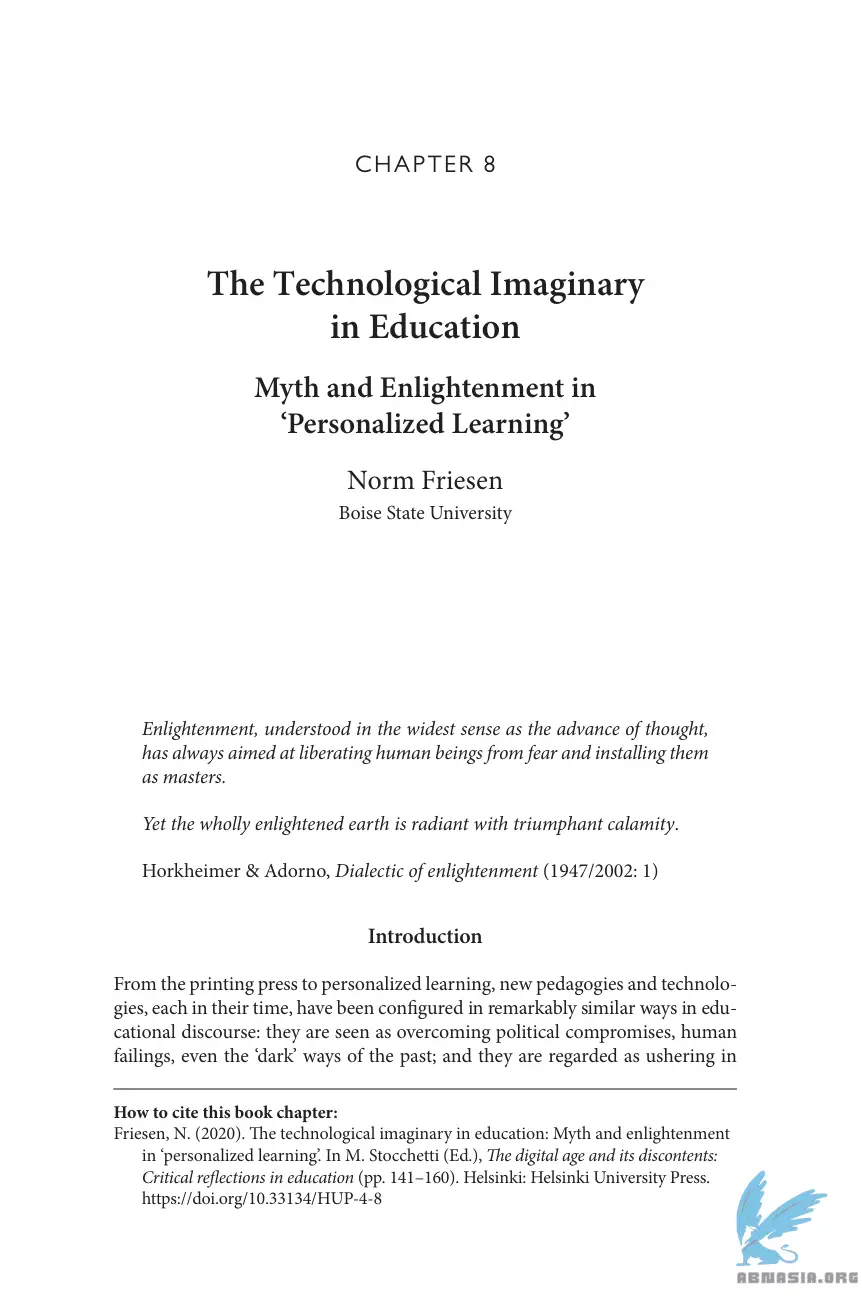 CHAPTER 8
The Technological Imaginary
in Education
Myth and Enlightenment in
‘Personalized Learning’
Norm Friesen
Boise State University
Enlightenment, understood in the widest sense as the advance of thought,
has always aimed at liberating human beings from fear and installing them
as masters.
Yet the wholly enlightened earth is radiant with triumphant calamity.
Horkheimer & Adorno, Dialectic of enlightenment (1947/2002: 1)
Introduction
From the printing press to personalized learning, new pedagogies and technolo-
gies, each in their time, have been configured in remarkably similar ways in edu-
cational discourse: they are seen as overcoming political compromises, human
failings, even the ‘dark’ ways of the past; and they are regarded as ushering in
How to cite this book chapter:
Friesen, N. (2020). The technological imaginary in education: Myth and enlightenment
in ‘personalized learning’. In M. Stocchetti (Ed.), The digital age and its discontents:
Critical reflections in education (pp. 141–160). Helsinki: Helsinki University Press.
https://doi.org/10.33134/HUP-4-8
ABNASIA.ORG